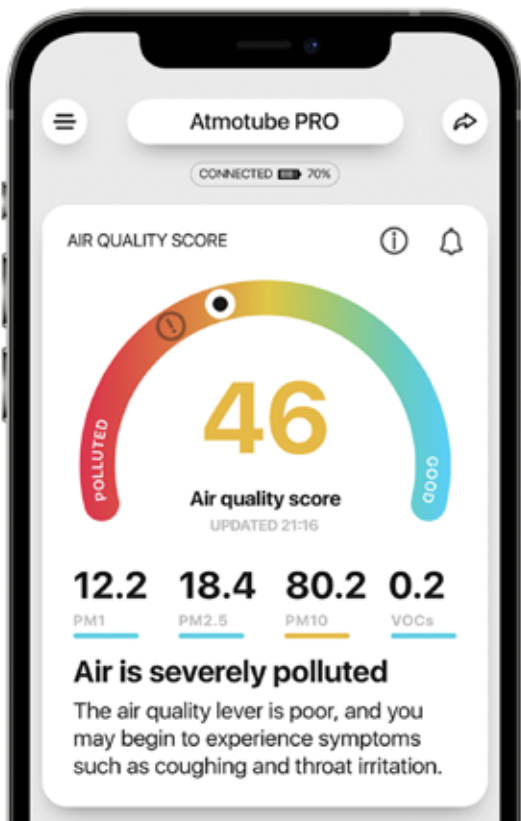 Atmotube PRO
CONNECTED 70%
AIR QUALITY SCORE
!
POLLUTED
GOOD
46
Air quality score
UPDATED 21:16
12.2 18.4 80.2 0.2
PM1 PM2.5 PM10 VOCs
Air is severely polluted
The air quality lever is poor, and you
may begin to experience symptoms
such as coughing and throat irritation.